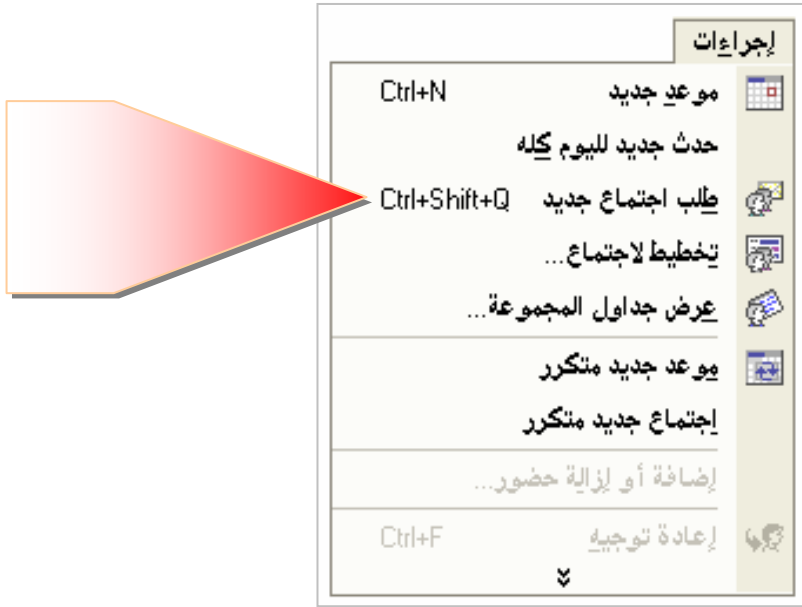 إجراءات
موعد جديد Ctrl+N
حدث جديد لليوم كله
طلب اجتماع جديد Ctrl+Shift+Q
تخطيط لاجتماع...
عرض جداول المجموعة...
موعد جديد متكرر
إجتماع جديد متكرر
إضافة أو إزالة حضور...
إعادة توجيه Ctrl+F